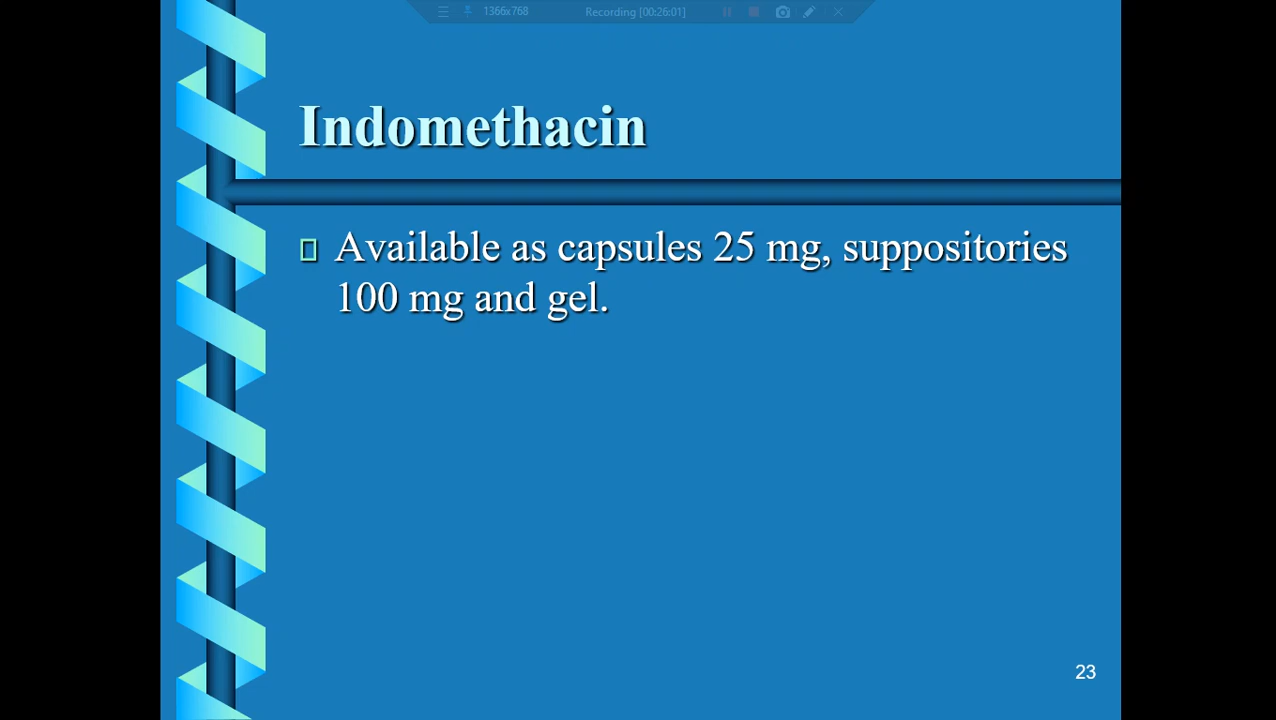 1366x768 Recording [00:26:01]
Indomethacin
Available as capsules 25 mg, suppositories
100 mg and gel.
23